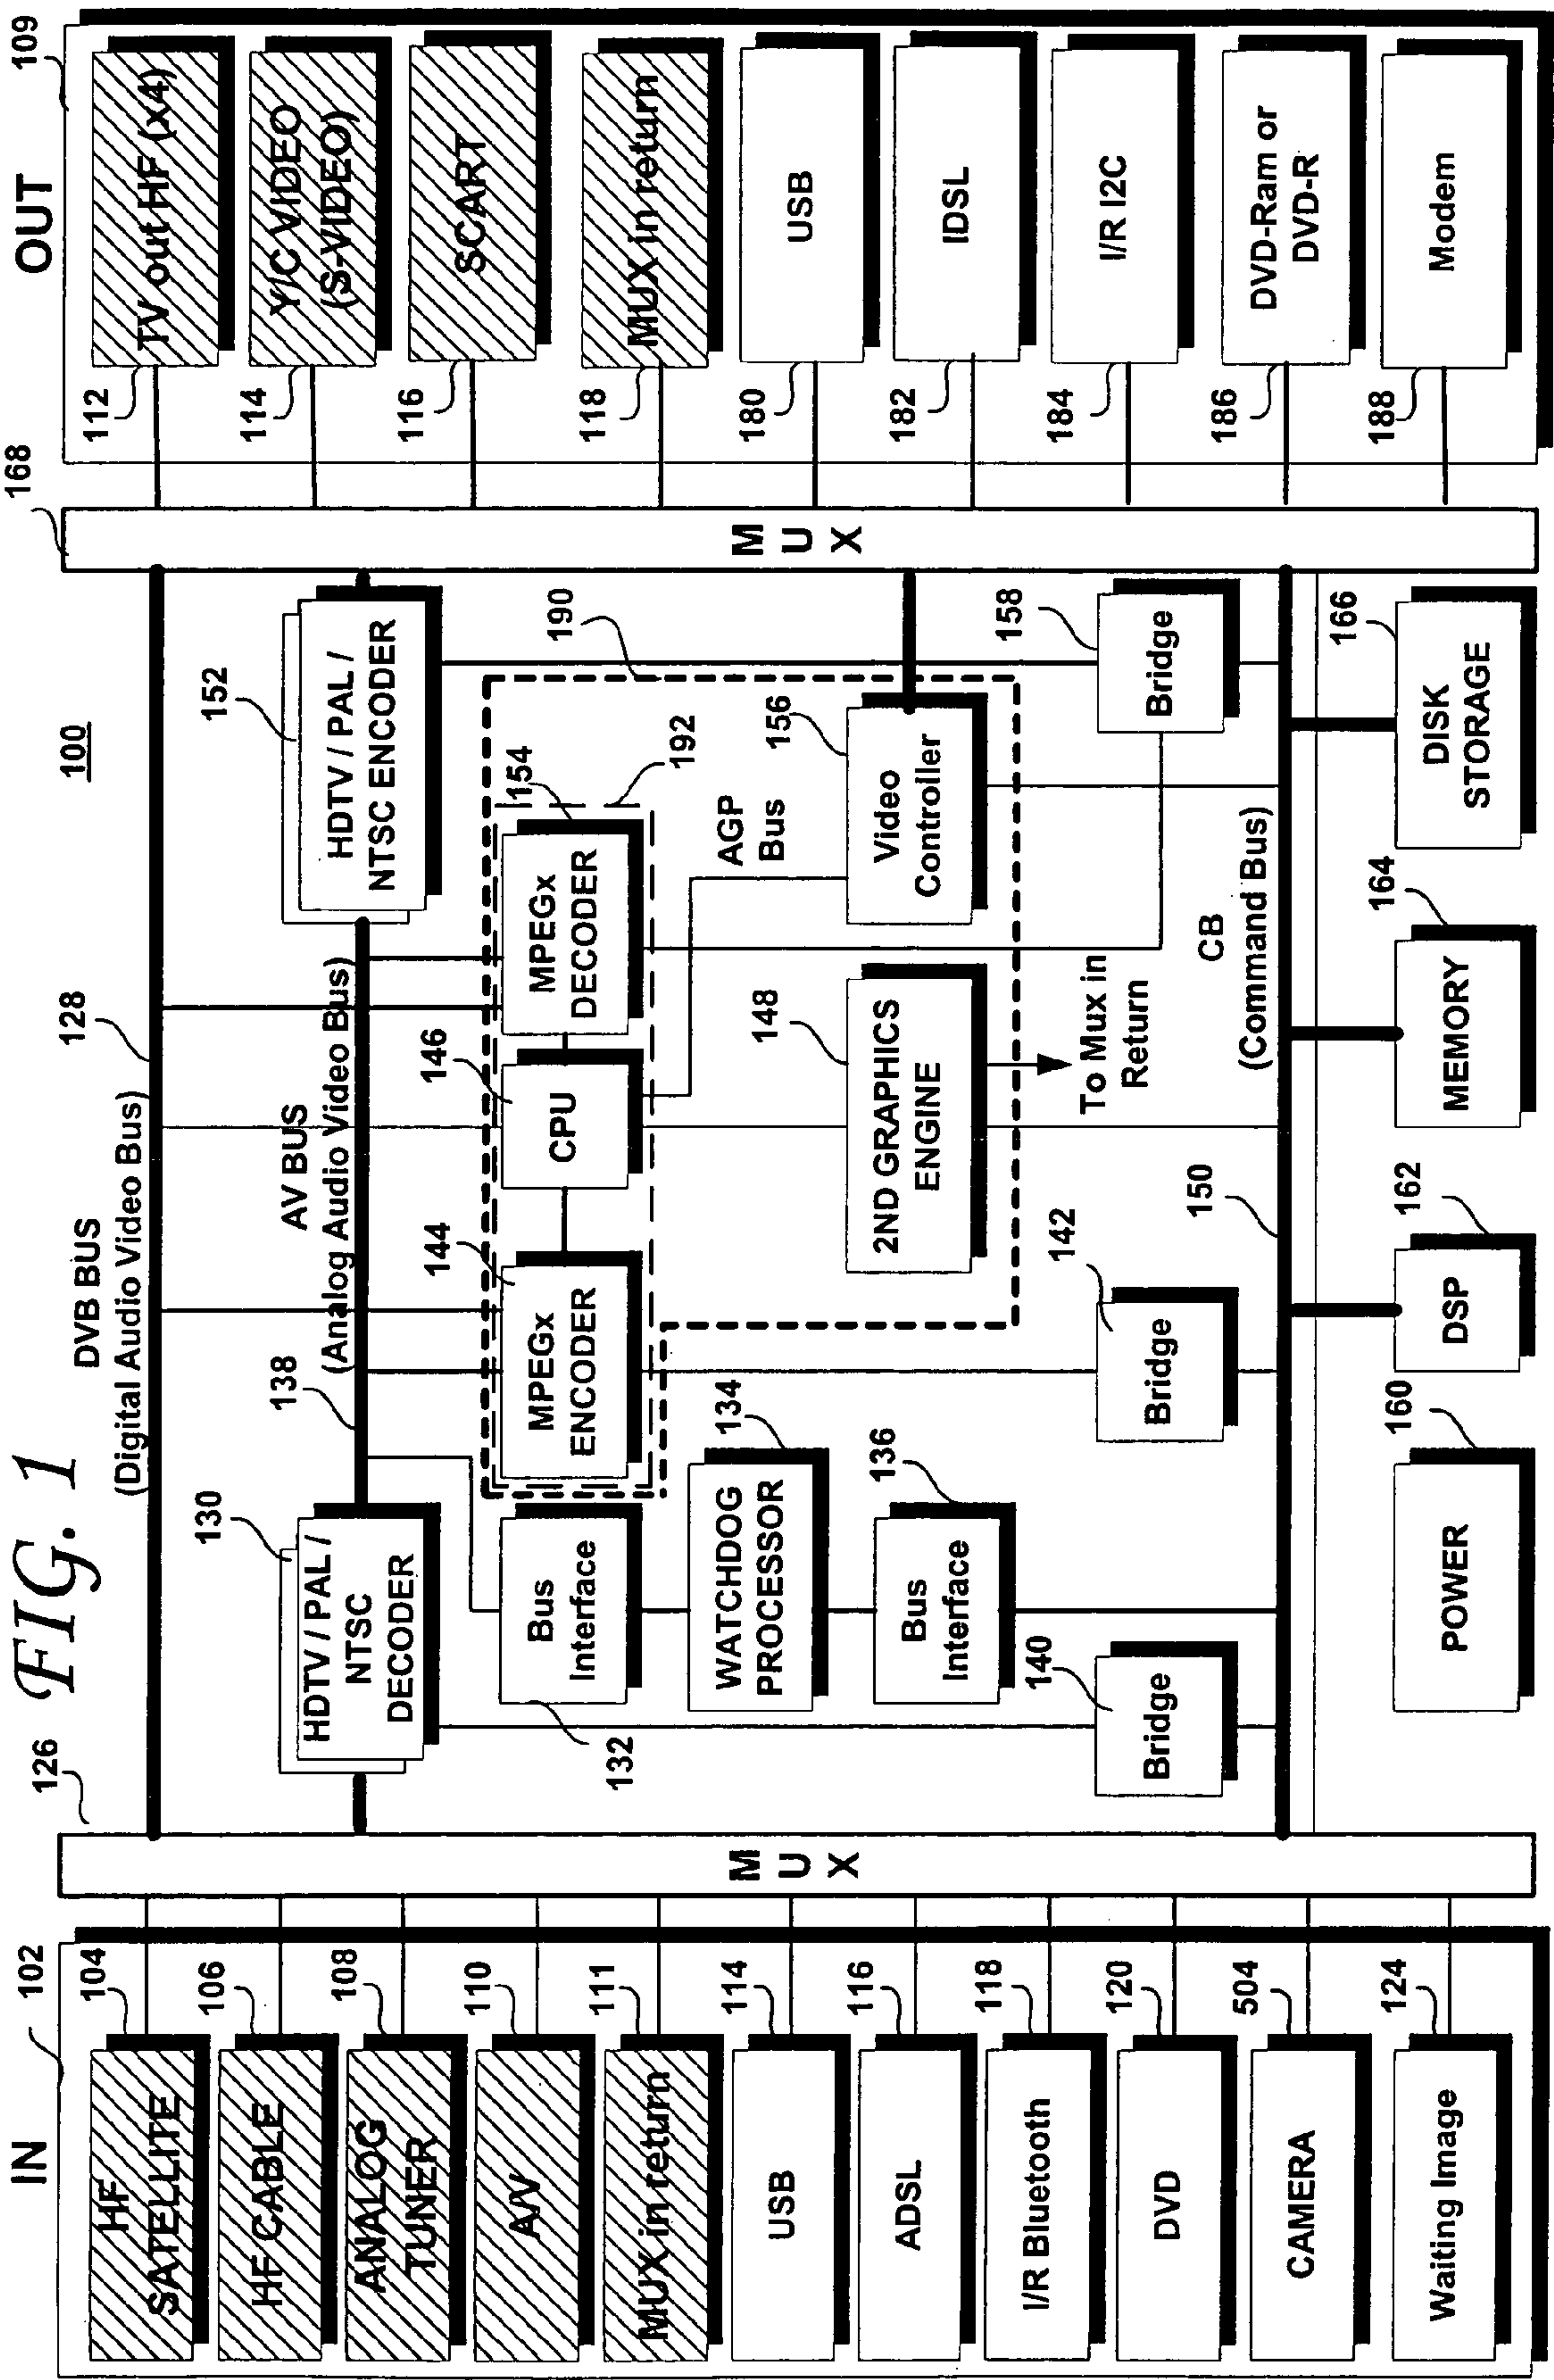 FIG. 1
100
IN
102
104
HF
SATELLITE
106
HF CABLE
108
ANALOG
TUNER
110
A/V
111
MUX in return
114
USB
116
ADSL
118
I/R Bluetooth
120
DVD
504
CAMERA
124
Waiting Image
126
M
U
X
DVB BUS
(Digital Audio Video Bus)
128
130
HDTV / PAL /
NTSC
DECODER
138
AV BUS
(Analog Audio Video Bus)
152
HDTV / PAL /
NTSC ENCODER
132
Bus
Interface
144
MPEGx
ENCODER
146
CPU
154
MPEGx
DECODER
192
190
134
WATCHDOG
PROCESSOR
AGP
Bus
136
Bus
Interface
148
2ND GRAPHICS
ENGINE
156
Video
Controller
To Mux in
Return
140
Bridge
142
Bridge
158
Bridge
150
CB
(Command Bus)
160
POWER
162
DSP
164
MEMORY
166
DISK
STORAGE
168
M
U
X
OUT
109
112
TV out HF (x4)
114
Y/C VIDEO
(S-VIDEO)
116
SCART
118
MUX in return
180
USB
182
IDSL
184
I/R I2C
186
DVD-Ram or
DVD-R
188
Modem